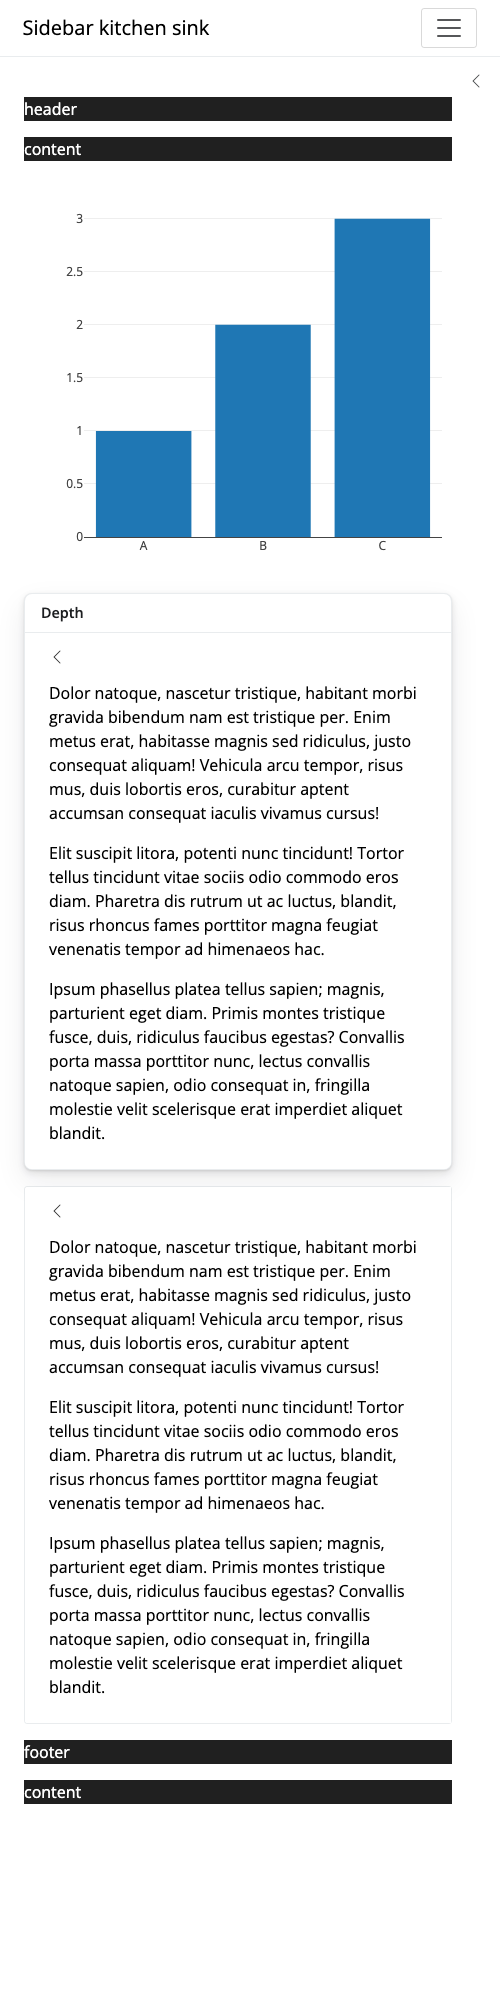 Sidebar kitchen sink
header
content
3
2.5
2
1.5
1
0.5
0
A B C
Depth
Dolor natoque, nascetur tristique, habitant morbi
gravida bibendum nam est tristique per. Enim
metus erat, habitasse magnis sed ridiculus, justo
consequat aliquam! Vehicula arcu tempor, risus
mus, duis lobortis eros, curabitur aptent
accumsan consequat iaculis vivamus cursus!
Elit suscipit litora, potenti nunc tincidunt! Tortor
tellus tincidunt vitae sociis odio commodo eros
diam. Pharetra dis rutrum ut ac luctus, blandit,
risus rhoncus fames porttitor magna feugiat
venenatis tempor ad himenaeos hac.
Ipsum phasellus platea tellus sapien; magnis,
parturient eget diam. Primis montes tristique
fusce, duis, ridiculus faucibus egestas? Convallis
porta massa porttitor nunc, lectus convallis
natoque sapien, odio consequat in, fringilla
molestie velit scelerisque erat imperdiet aliquet
blandit.
Dolor natoque, nascetur tristique, habitant morbi
gravida bibendum nam est tristique per. Enim
metus erat, habitasse magnis sed ridiculus, justo
consequat aliquam! Vehicula arcu tempor, risus
mus, duis lobortis eros, curabitur aptent
accumsan consequat iaculis vivamus cursus!
Elit suscipit litora, potenti nunc tincidunt! Tortor
tellus tincidunt vitae sociis odio commodo eros
diam. Pharetra dis rutrum ut ac luctus, blandit,
risus rhoncus fames porttitor magna feugiat
venenatis tempor ad himenaeos hac.
Ipsum phasellus platea tellus sapien; magnis,
parturient eget diam. Primis montes tristique
fusce, duis, ridiculus faucibus egestas? Convallis
porta massa porttitor nunc, lectus convallis
natoque sapien, odio consequat in, fringilla
molestie velit scelerisque erat imperdiet aliquet
blandit.
footer
content